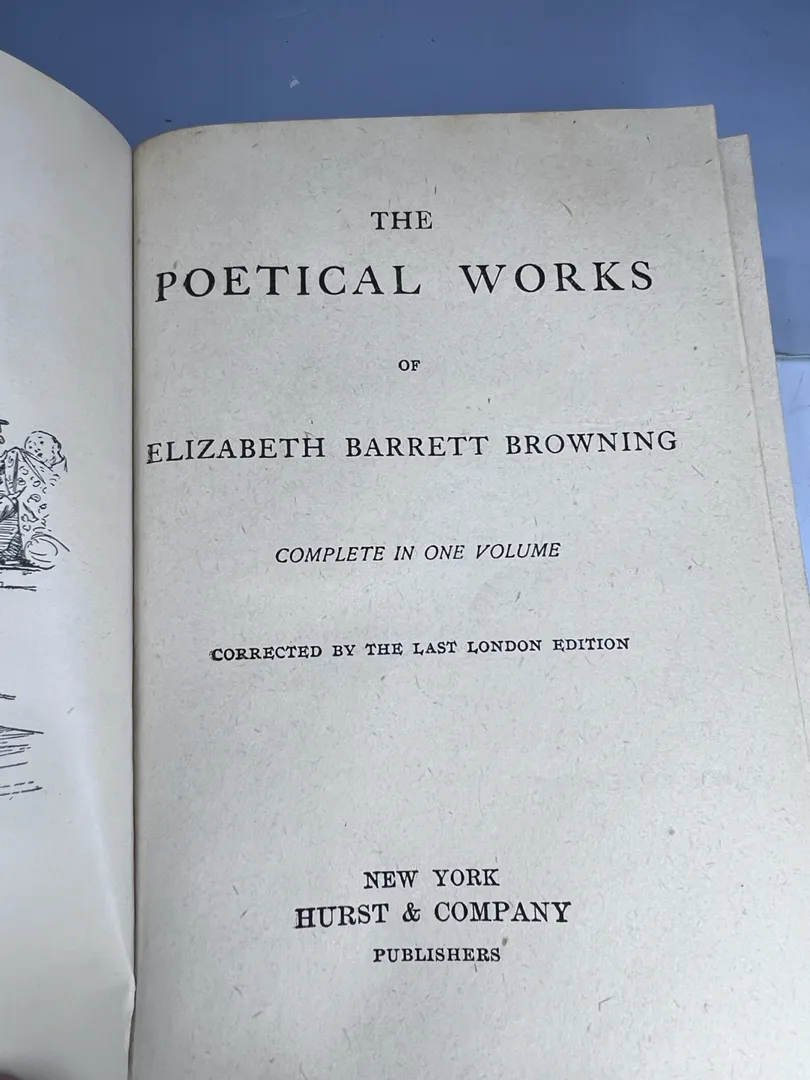 THE
POETICAL WORKS
OF
ELIZABETH BARRETT BROWNING
COMPLETE IN ONE VOLUME
CORRECTED BY THE LAST LONDON EDITION
NEW YORK
HURST & COMPANY
PUBLISHERS